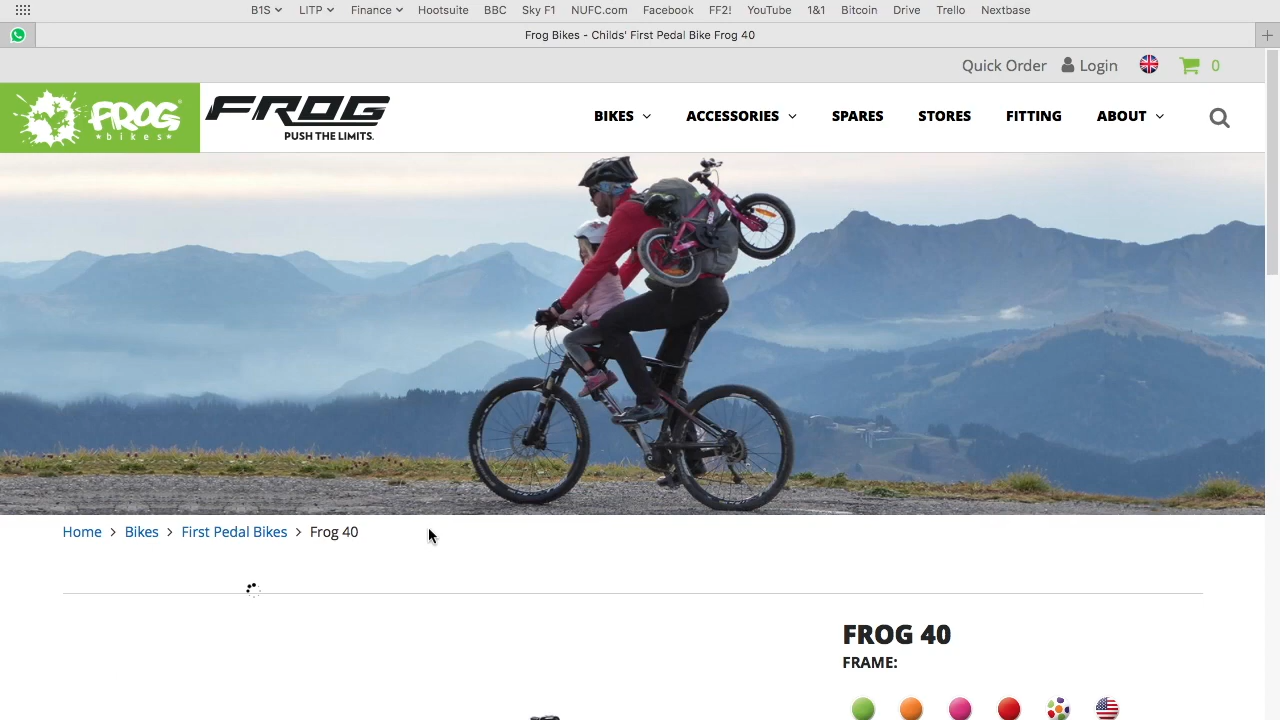 B1S LITP Finance Hootsuite BBC Sky F1 NUFC.com Facebook FF2! YouTube 1&1 Bitcoin Drive Trello Nextbase
Frog Bikes - Childs' First Pedal Bike Frog 40
Quick Order Login 0
FROG
bikes
FROG
PUSH THE LIMITS.
BIKES ACCESSORIES SPARES STORES FITTING ABOUT
Home > Bikes > First Pedal Bikes > Frog 40
FROG 40
FRAME: